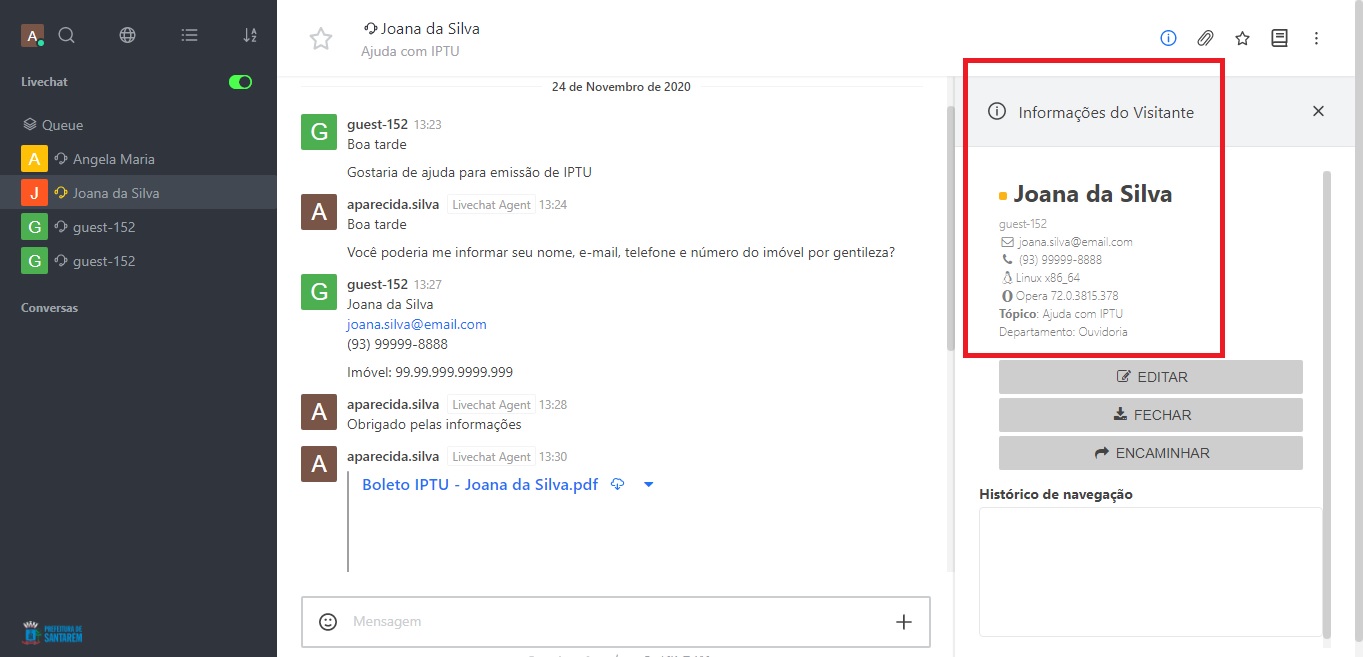 A
Livechat
Queue
A Angela Maria
J Joana da Silva
G guest-152
G guest-152
Conversas
PREFEITURA DE
SANTARÉM
Joana da Silva
Ajuda com IPTU
24 de Novembro de 2020
G guest-152 13:23
Boa tarde
Gostaria de ajuda para emissão de IPTU
A aparecida.silva Livechat Agent 13:24
Boa tarde
Você poderia me informar seu nome, e-mail, telefone e número do imóvel por gentileza?
G guest-152 13:27
Joana da Silva
joana.silva@email.com
(93) 99999-8888
Imóvel: 99.99.999.9999.999
A aparecida.silva Livechat Agent 13:28
Obrigado pelas informações
A aparecida.silva Livechat Agent 13:30
Boleto IPTU - Joana da Silva.pdf
Mensagem
Informações do Visitante
Joana da Silva
guest-152
joana.silva@email.com
(93) 99999-8888
Linux x86_64
Opera 72.0.3815.378
Tópico: Ajuda com IPTU
Departamento: Ouvidoria
EDITAR
FECHAR
ENCAMINHAR
Histórico de navegação